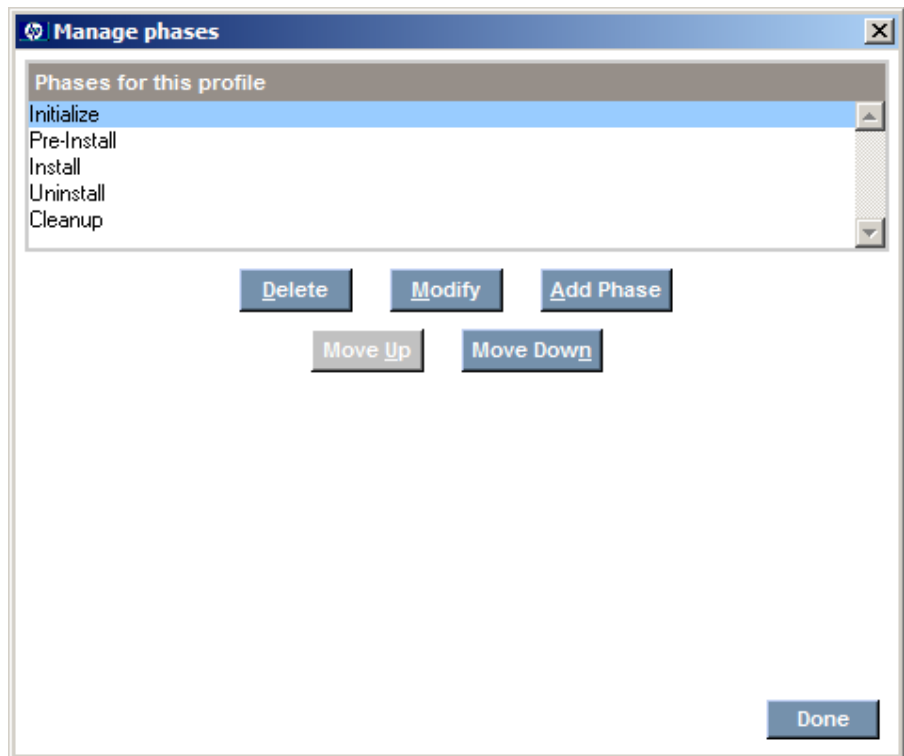 Manage phases
Phases for this profile
Initialize
Pre-Install
Install
Uninstall
Cleanup
Delete Modify Add Phase
Move Up Move Down
Done